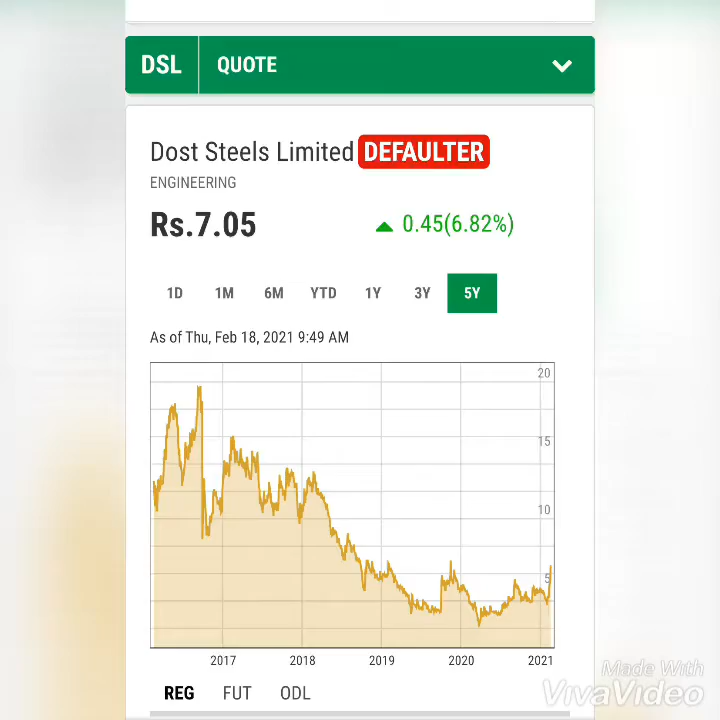 DSL QUOTE
Dost Steels Limited DEFAULTER
ENGINEERING
Rs.7.05 0.45(6.82%)
1D 1M 6M YTD 1Y 3Y 5Y
As of Thu, Feb 18, 2021 9:49 AM
20
15
10
5
2017 2018 2019 2020 2021
REG FUT ODL
Made With
VivaVideo